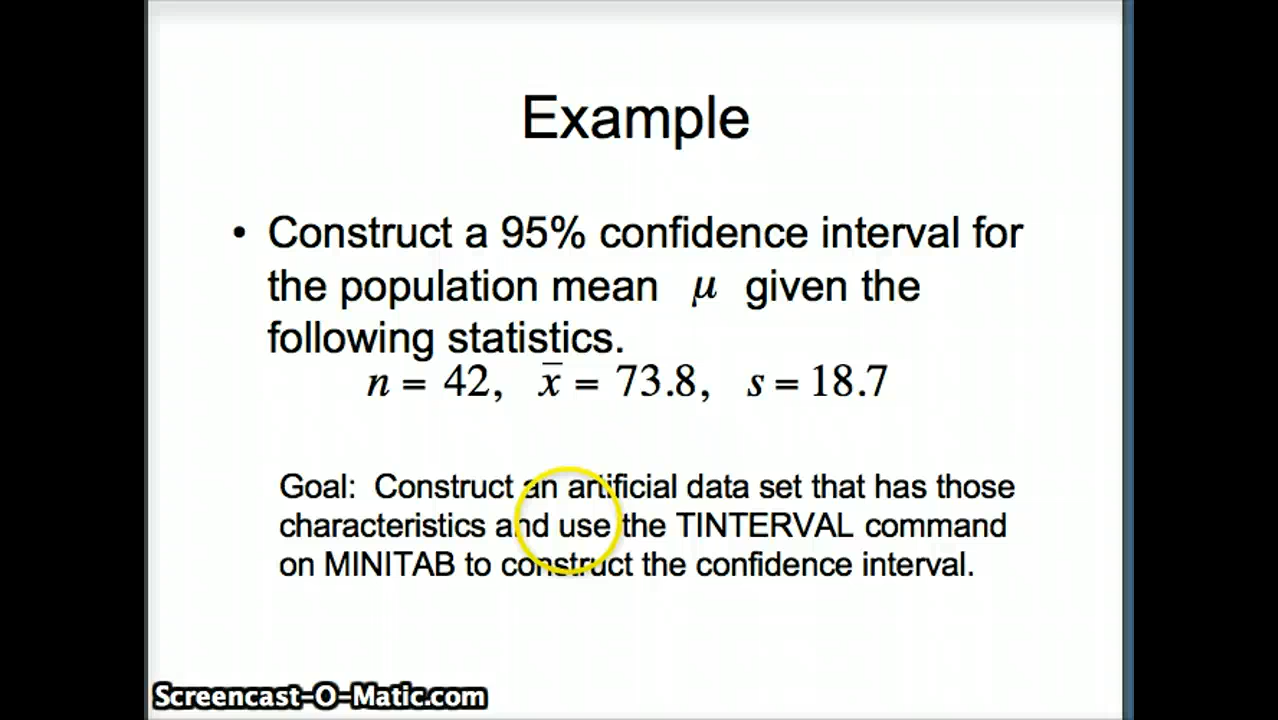 Example
• Construct a 95% confidence interval for
the population mean μ given the
following statistics.
n = 42, x̄ = 73.8, s = 18.7
Goal: Construct an artificial data set that has those
characteristics and use the TINTERVAL command
on MINITAB to construct the confidence interval.
Screencast-O-Matic.com